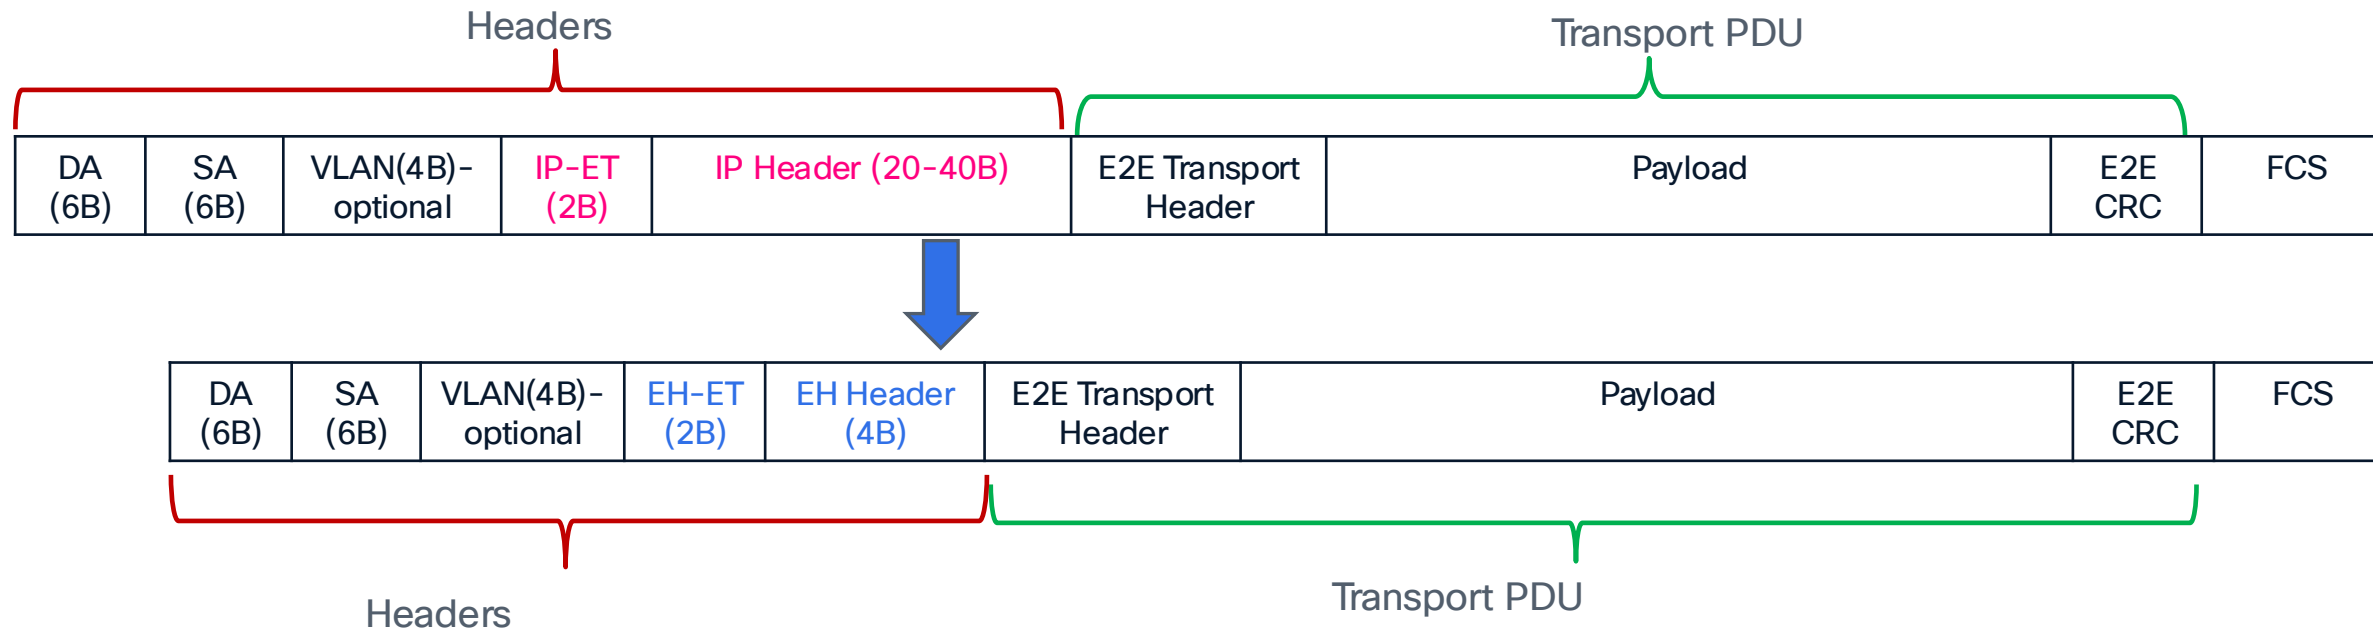 Headers
Transport PDU
DA
(6B)
SA
(6B)
VLAN(4B)-
optional
IP-ET
(2B)
IP Header (20-40B)
E2E Transport
Header
Payload
E2E
CRC
FCS
DA
(6B)
SA
(6B)
VLAN(4B)-
optional
EH-ET
(2B)
EH Header
(4B)
E2E Transport
Header
Payload
E2E
CRC
FCS
Headers
Transport PDU